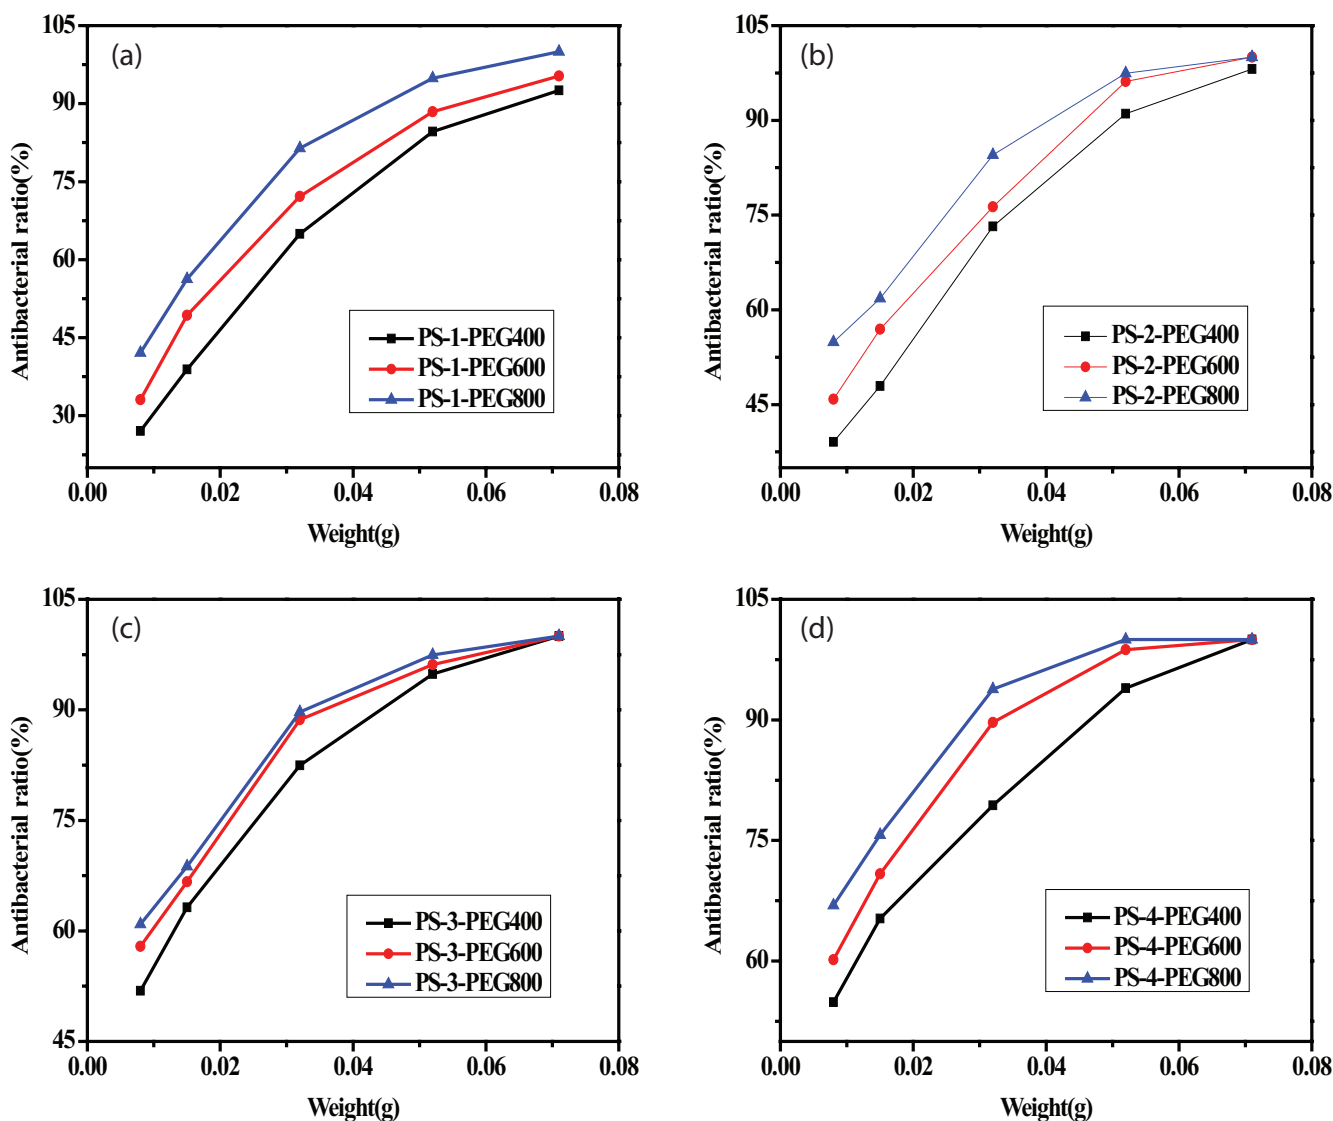 (a)
105
90
75
60
45
30
Antibacterial ratio(%)
PS-1-PEG400
PS-1-PEG600
PS-1-PEG800
0.00 0.02 0.04 0.06 0.08
Weight(g)
(b)
105
90
75
60
45
Antibacterial ratio(%)
PS-2-PEG400
PS-2-PEG600
PS-2-PEG800
0.00 0.02 0.04 0.06 0.08
Weight(g)
(c)
105
90
75
60
45
Antibacterial ratio(%)
PS-3-PEG400
PS-3-PEG600
PS-3-PEG800
0.00 0.02 0.04 0.06 0.08
Weight(g)
(d)
105
90
75
60
Antibacterial ratio(%)
PS-4-PEG400
PS-4-PEG600
PS-4-PEG800
0.00 0.02 0.04 0.06 0.08
Weight(g)